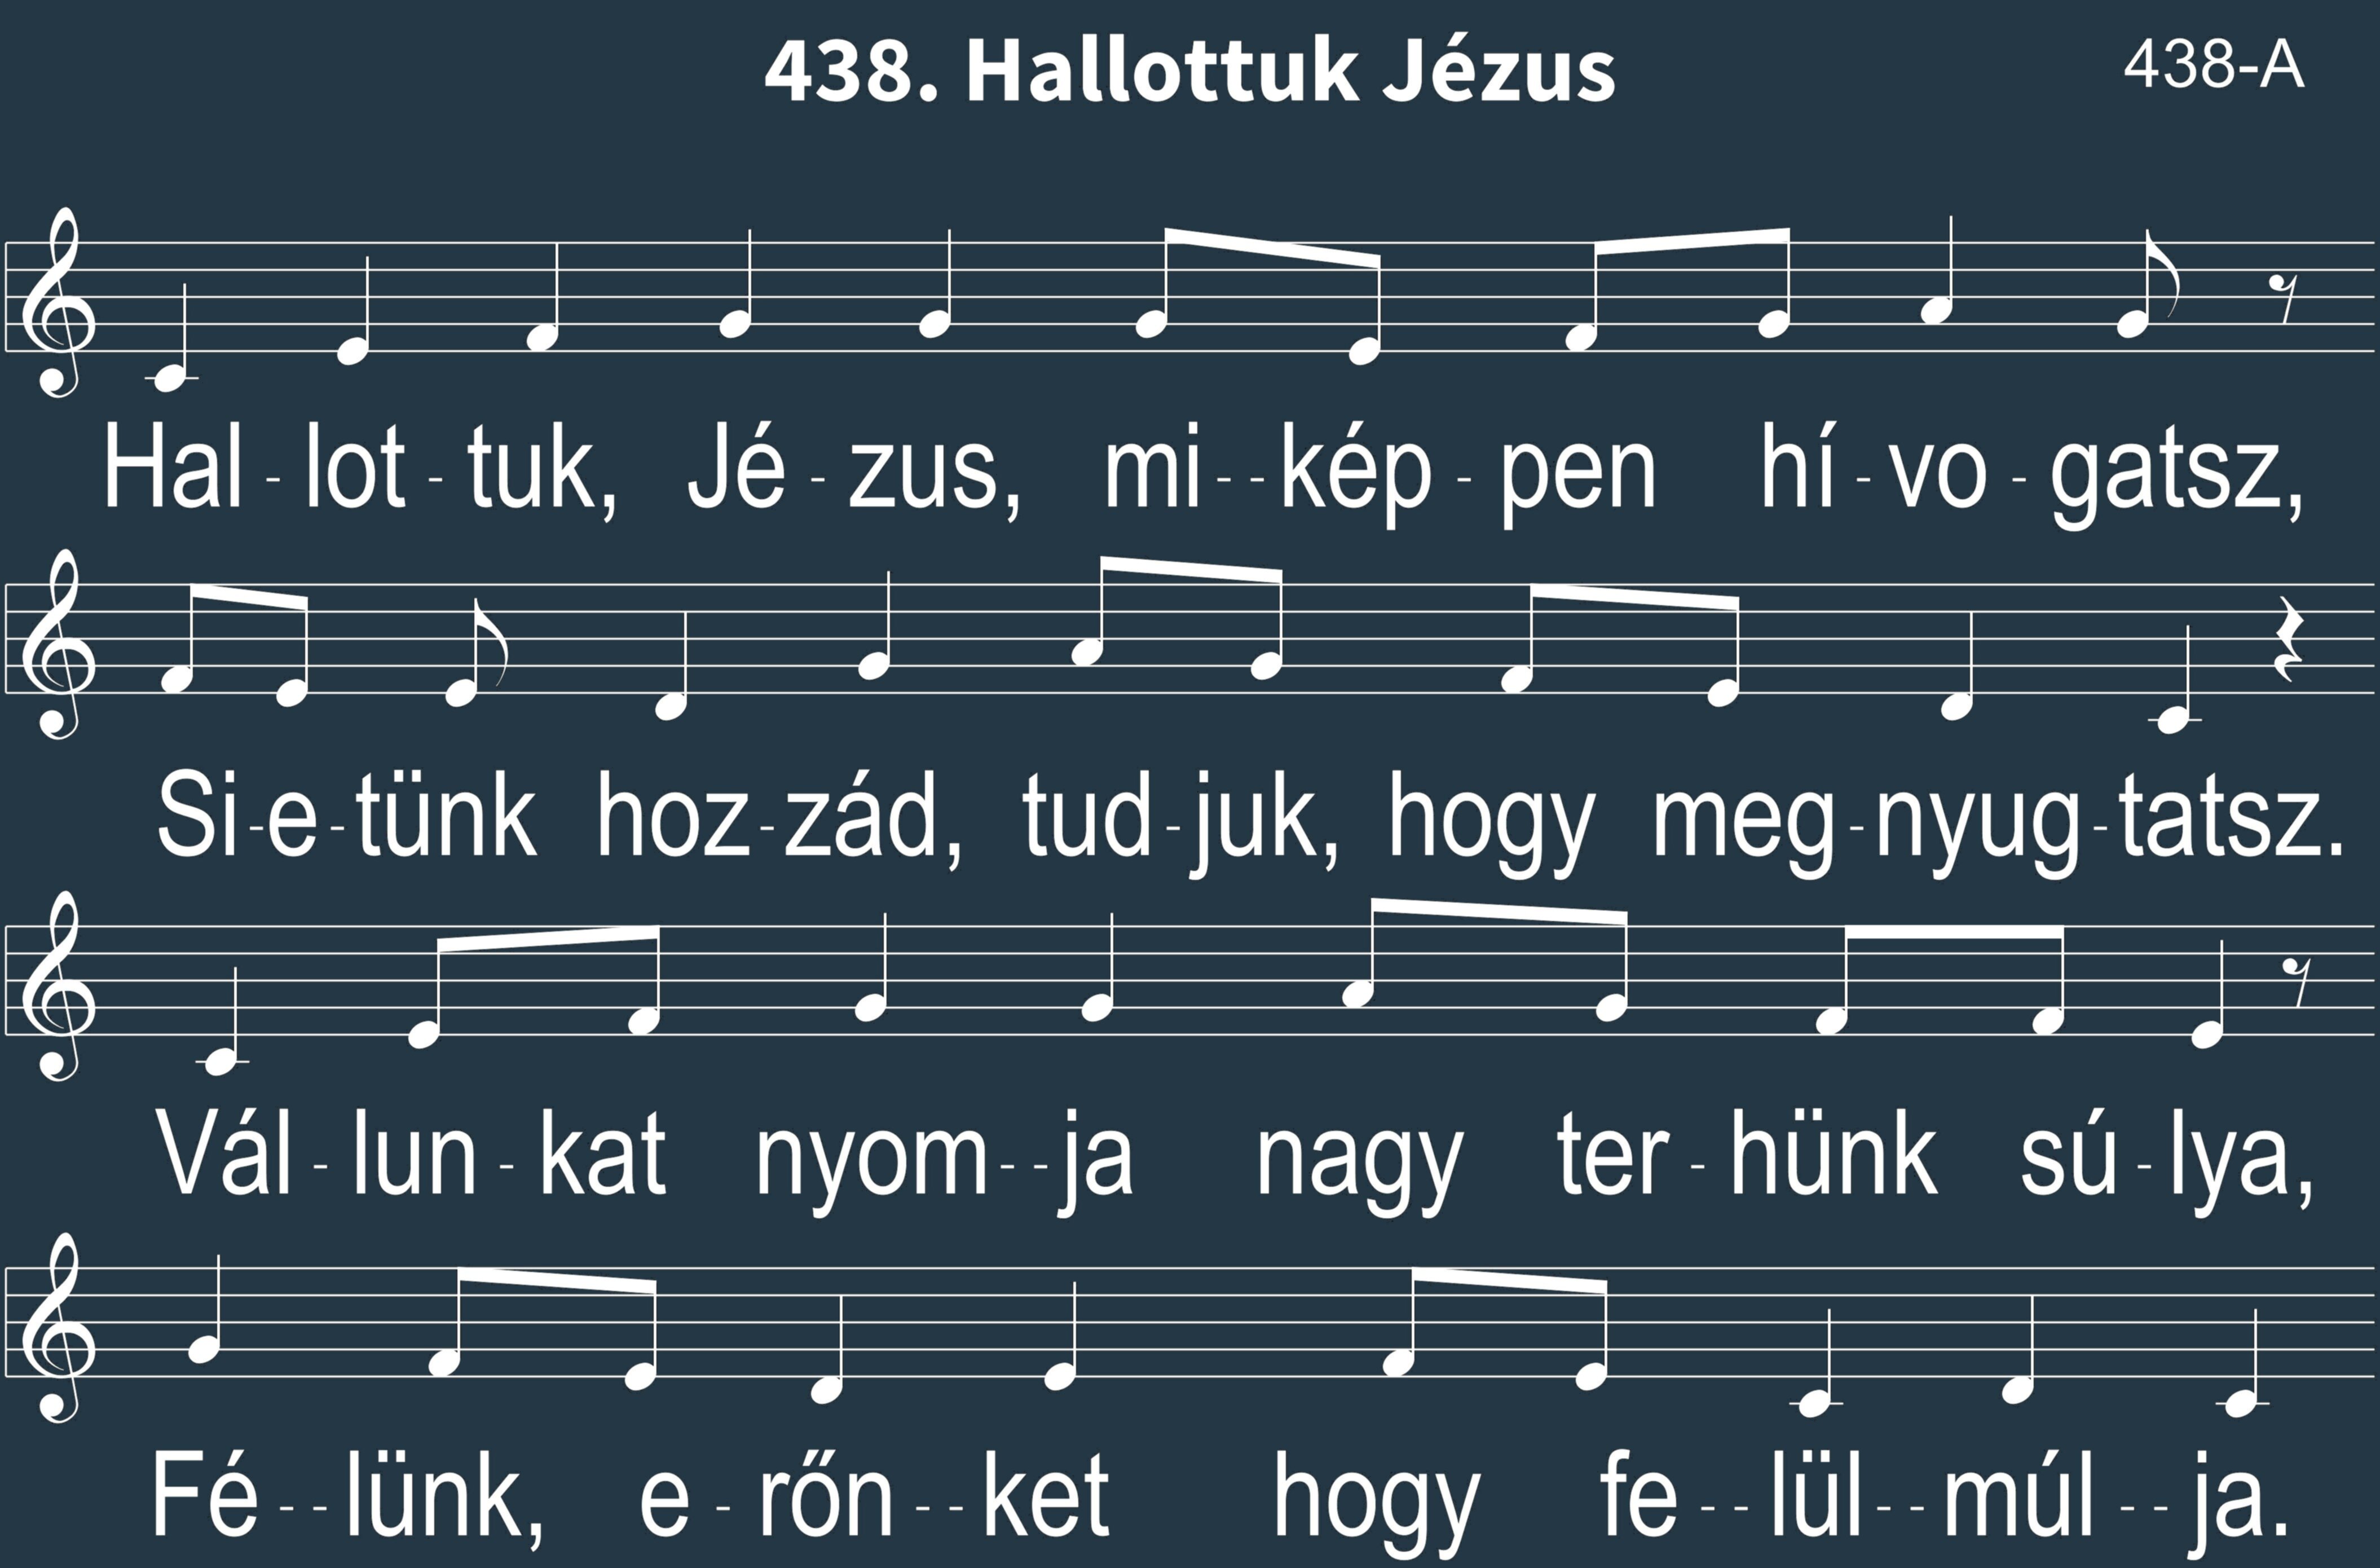 438. Hallottuk Jézus
438-A
Hal - lot - tuk, Jé - zus, mi - - kép - pen hí - vo - gatsz,
Si - e - tünk hoz - zád, tud - juk, hogy meg - nyug - tatsz.
Vál - lun - kat nyom - - ja nagy ter - hünk sú - lya,
Fé - - lünk, e - rőn - - ket hogy fe - - lül - - múl - - ja.